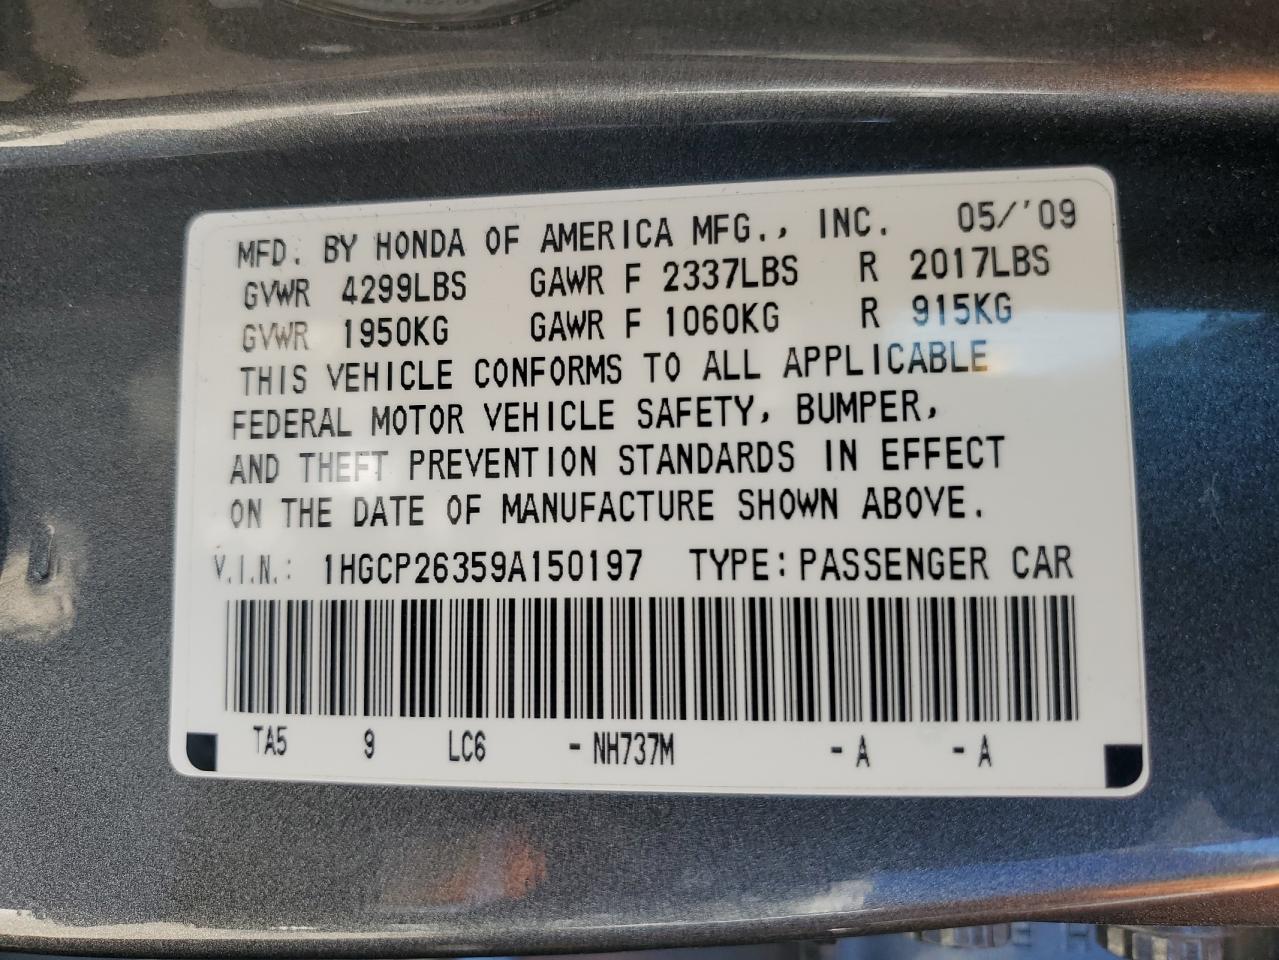 MFD. BY HONDA OF AMERICA MFG., INC. 05/'09
GVWR 4299LBS GAWR F 2337LBS R 2017LBS
GVWR 1950KG GAWR F 1060KG R 915KG
THIS VEHICLE CONFORMS TO ALL APPLICABLE
FEDERAL MOTOR VEHICLE SAFETY, BUMPER,
AND THEFT PREVENTION STANDARDS IN EFFECT
ON THE DATE OF MANUFACTURE SHOWN ABOVE.
V.I.N.: 1HGCP26359A150197 TYPE: PASSENGER CAR
TA5 9 LC6 - NH737M - A - A